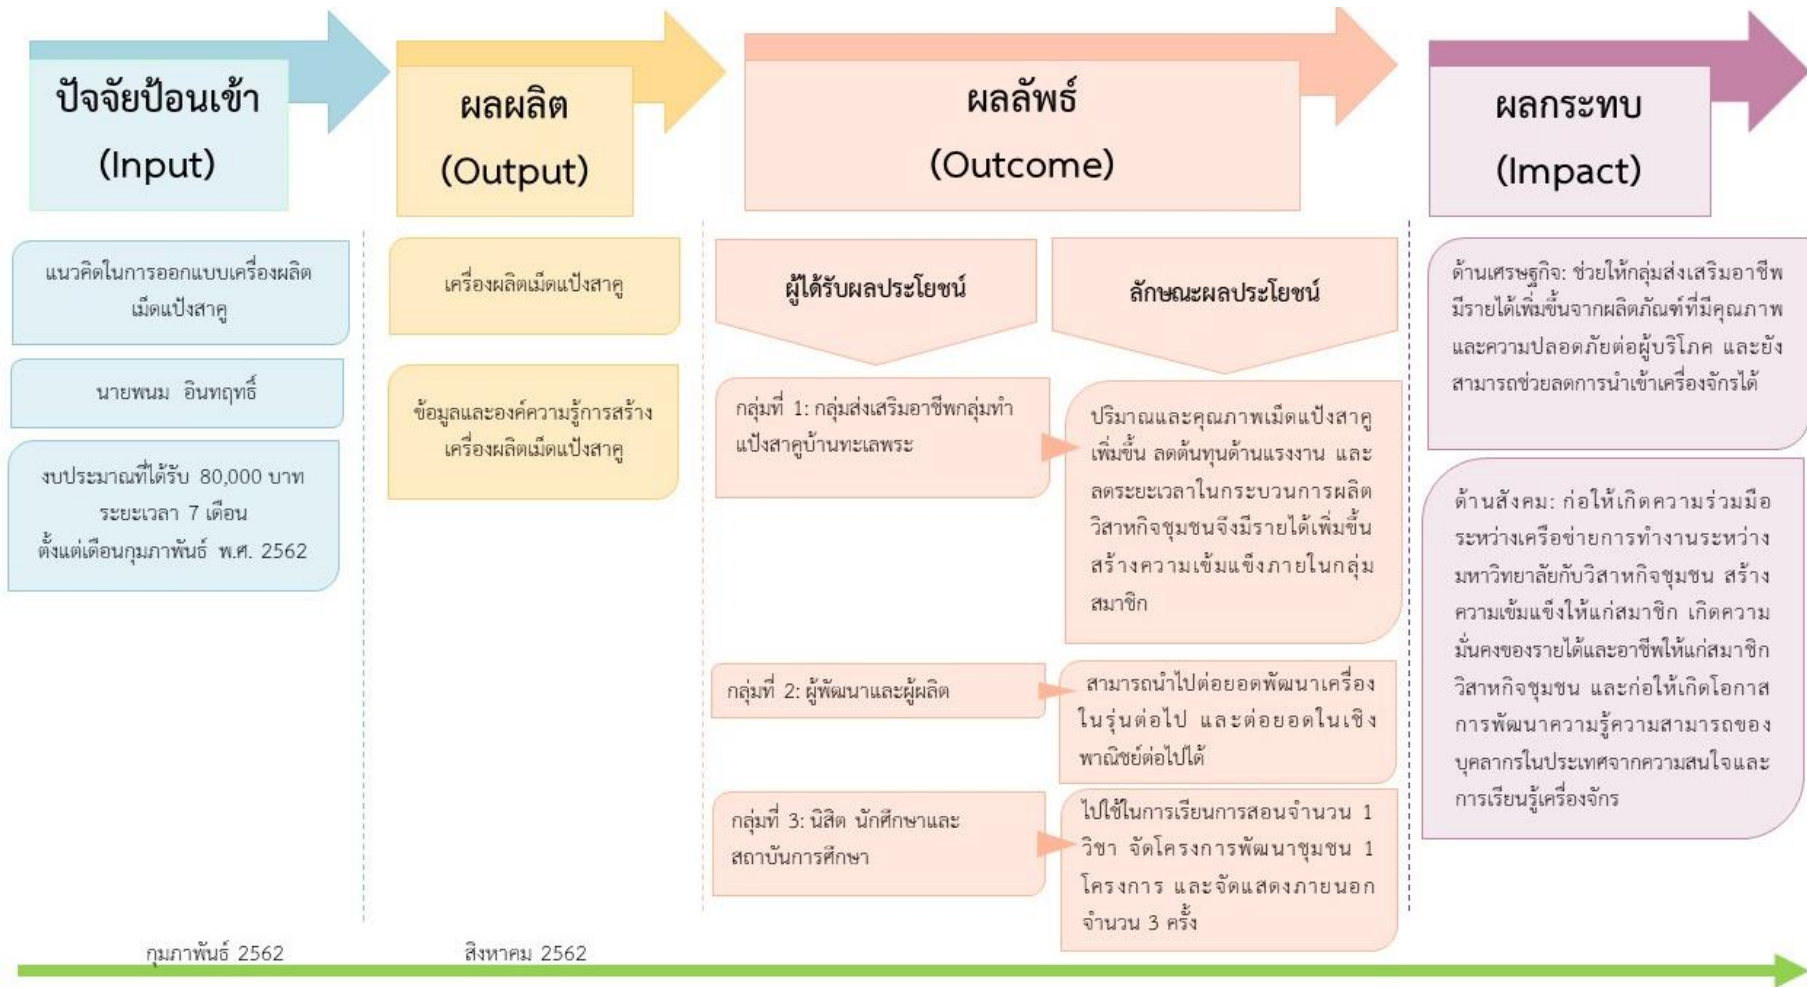 ปัจจัยป้อนเข้า
(Input)
ผลผลิต
(Output)
ผลลัพธ์
(Outcome)
ผลกระทบ
(Impact)
แนวคิดในการออกแบบเครื่องผลิต
เม็ดแป้งสาคู
นายพนม อินทฤทธิ์
งบประมาณที่ได้รับ 80,000 บาท
ระยะเวลา 7 เดือน
ตั้งแต่เดือนกุมภาพันธ์ พ.ศ. 2562
เครื่องผลิตเม็ดแป้งสาคู
ข้อมูลและองค์ความรู้การสร้าง
เครื่องผลิตเม็ดแป้งสาคู
ผู้ได้รับผลประโยชน์
ลักษณะผลประโยชน์
กลุ่มที่ 1: กลุ่มส่งเสริมอาชีพกลุ่มทำ
แป้งสาคูบ้านทะเลพระ
ปริมาณและคุณภาพเม็ดแป้งสาคู
เพิ่มขึ้น ลดต้นทุนด้านแรงงาน และ
ลดระยะเวลาในกระบวนการผลิต
วิสาหกิจชุมชนจึงมีรายได้เพิ่มขึ้น
สร้างความเข้มแข็งภายในกลุ่ม
สมาชิก
กลุ่มที่ 2: ผู้พัฒนาและผู้ผลิต
สามารถนำไปต่อยอดพัฒนาเครื่อง
ในรุ่นต่อไป และต่อยอดในเชิง
พาณิชย์ต่อไปได้
กลุ่มที่ 3: นิสิต นักศึกษาและ
สถาบันการศึกษา
ไปใช้ในการเรียนการสอนจำนวน 1
วิชา จัดโครงการพัฒนาชุมชน 1
โครงการ และจัดแสดงภายนอก
จำนวน 3 ครั้ง
ด้านเศรษฐกิจ: ช่วยให้กลุ่มส่งเสริมอาชีพ
มีรายได้เพิ่มขึ้นจากผลิตภัณฑ์ที่มีคุณภาพ
และความปลอดภัยต่อผู้บริโภค และยัง
สามารถช่วยลดการนำเข้าเครื่องจักรได้
ด้านสังคม: ก่อให้เกิดความร่วมมือ
ระหว่างเครือข่ายการทำงานระหว่าง
มหาวิทยาลัยกับวิสาหกิจชุมชน สร้าง
ความเข้มแข็งให้แก่สมาชิก เกิดความ
มั่นคงของรายได้และอาชีพให้แก่สมาชิก
วิสาหกิจชุมชน และก่อให้เกิดโอกาส
การพัฒนาความรู้ความสามารถของ
บุคลากรในประเทศจากความสนใจและ
การเรียนรู้เครื่องจักร
กุมภาพันธ์ 2562
สิงหาคม 2562